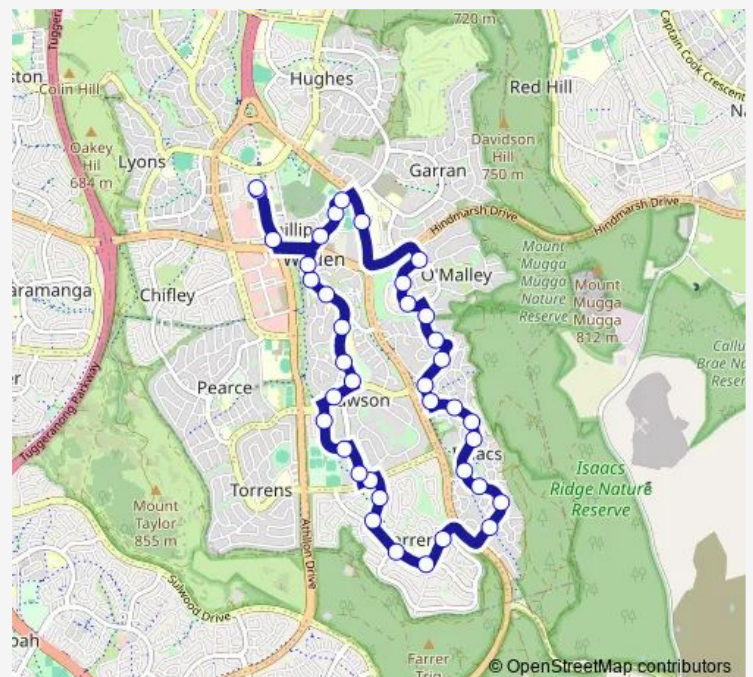 720 m
Captain Cook Crescent
Hughes
Colin Hill
Red Hill
Oakey
Hil
684 m
Lyons
Davidson
Hill
750 m
Garran
Hindmarsh Drive
Hindmarsh Drive
Mount
Mugga
Mugga
Nature
Reserve
O'Malley
Mount
Mugga
Mugga
812 m
Chifley
aramanga
Tuggeranong Parkway
Pearce
Torrens
Isaacs
Ridge Nature
Reserve
Mount
Taylor
855 m
Athllon Drive
Sulwood Drive
Farrer
© OpenStreetMap contributors